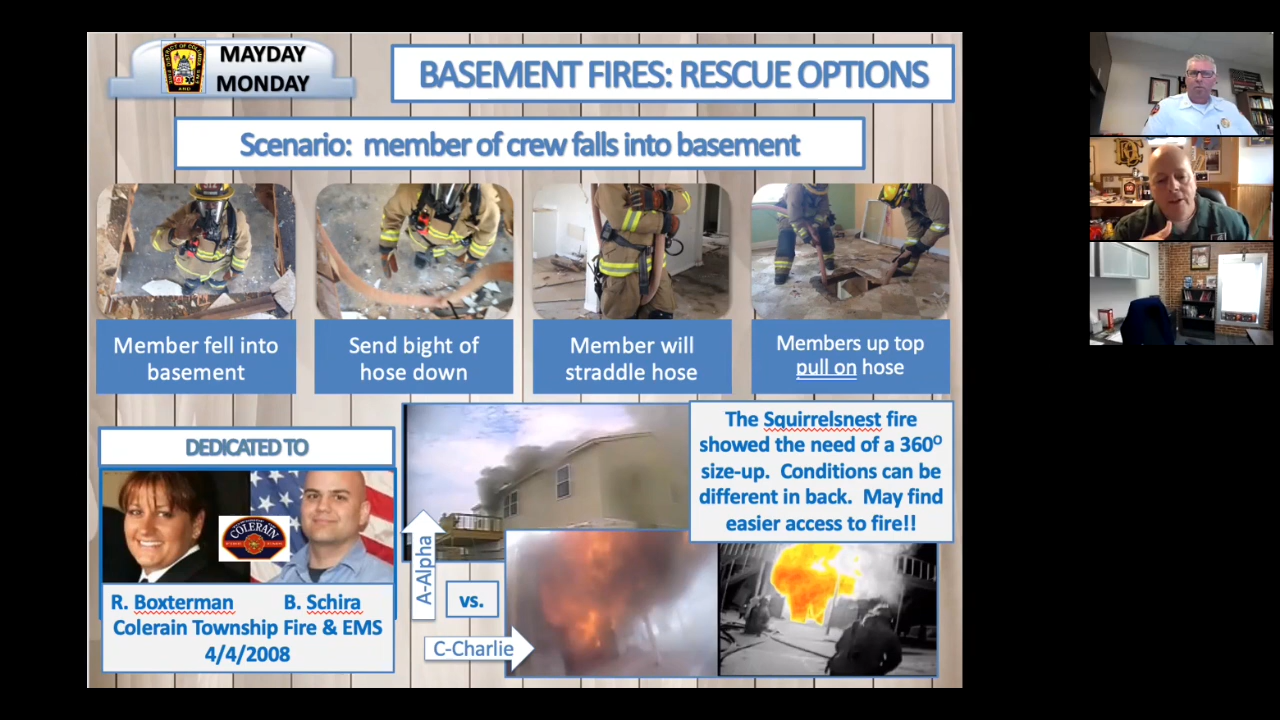 MAYDAY
MONDAY
BASEMENT FIRES: RESCUE OPTIONS
Scenario: member of crew falls into basement
Member fell into
basement
Send bight of
hose down
Member will
straddle hose
Members up top
pull on hose
DEDICATED TO
COLERAIN
R. Boxterman B. Schira
Colerain Township Fire & EMS
4/4/2008
A-Alpha
vs.
C-Charlie
The Squirrelsnest fire
showed the need of a 360º
size-up. Conditions can be
different in back. May find
easier access to fire!!